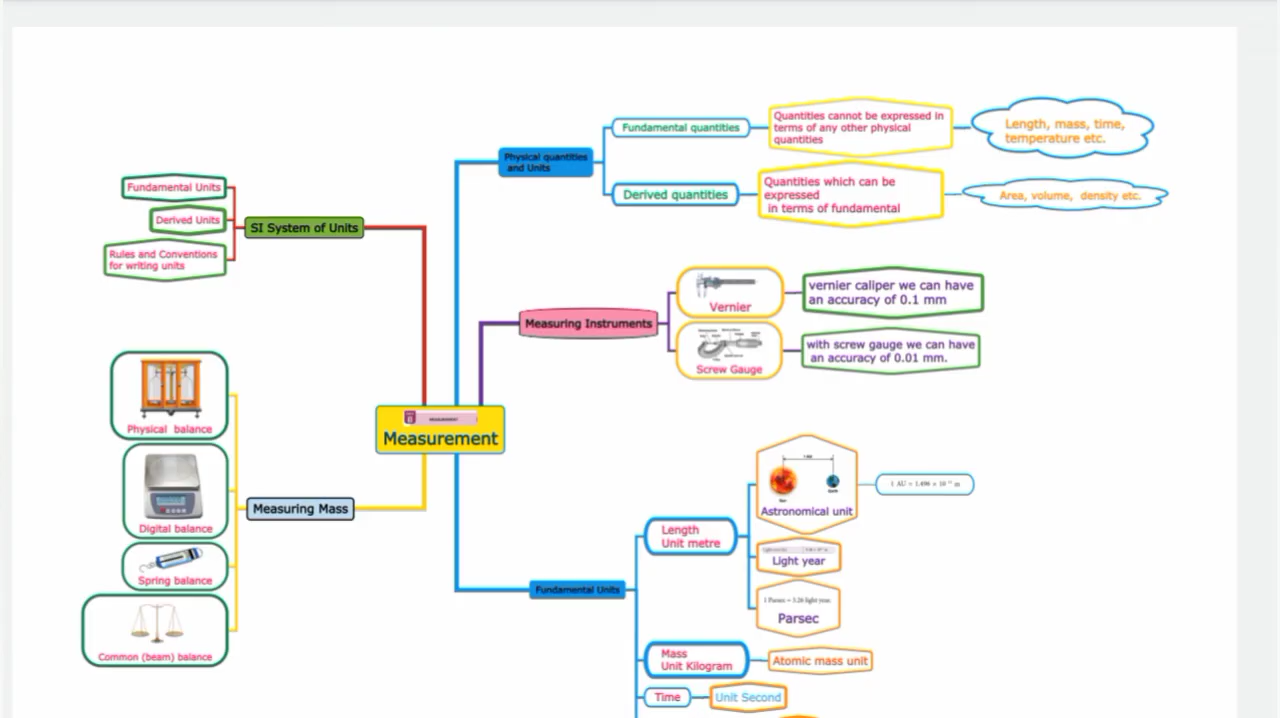 Fundamental quantities
Quantities cannot be expressed in
terms of any other physical
quantities
Length, mass, time,
temperature etc.
Physical quantities
and Units
Derived quantities
Quantities which can be
expressed
in terms of fundamental
Area, volume, density etc.
Fundamental Units
Derived Units
Rules and Conventions
for writing units
SI System of Units
Measuring Instruments
Vernier
vernier caliper we can have
an accuracy of 0.1 mm
Screw Gauge
with screw gauge we can have
an accuracy of 0.01 mm.
MEASUREMENT
Measurement
Physical balance
Digital balance
Spring balance
Common (beam) balance
Measuring Mass
Fundamental Units
Length
Unit metre
Astronomical unit
Light year
1 Parsec = 3.26 light year
Parsec
Mass
Unit Kilogram
Atomic mass unit
Time
Unit Second